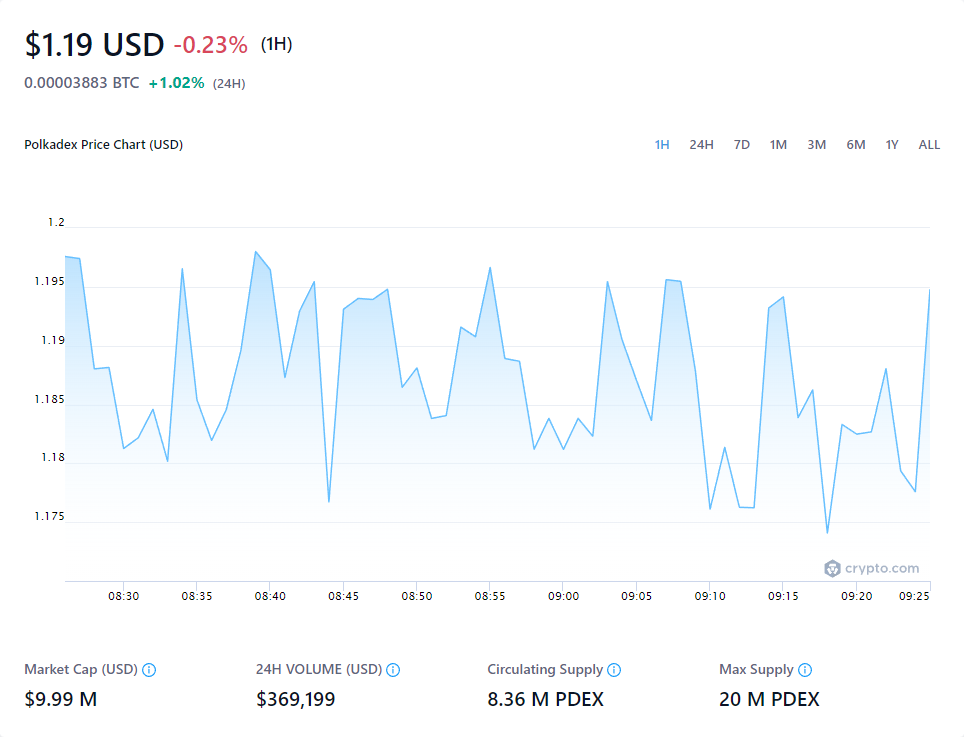 $1.19 USD -0.23% (1H)
0.00003883 BTC +1.02% (24H)
Polkadex Price Chart (USD)
1H 24H 7D 1M 3M 6M 1Y ALL
1.2
1.195
1.19
1.185
1.18
1.175
crypto.com
08:30 08:35 08:40 08:45 08:50 08:55 09:00 09:05 09:10 09:15 09:20 09:25
Market Cap (USD) 24H VOLUME (USD) Circulating Supply Max Supply
$9.99 M $369,199 8.36 M PDEX 20 M PDEX